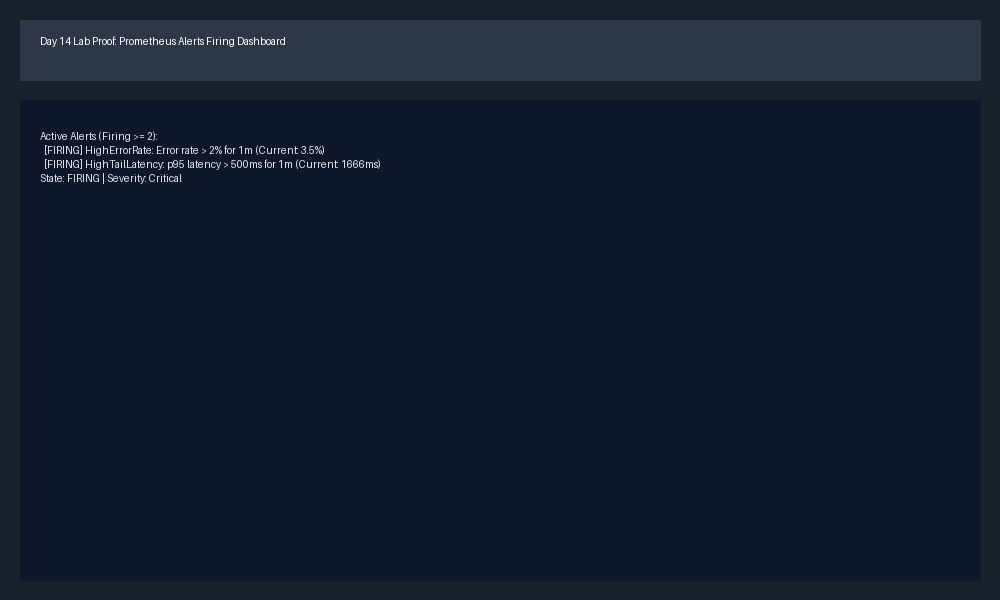 Day 14 Lab Proof: Prometheus Alerts Firing Dashboard
Active Alerts (Firing >= 2):
[FIRING] HighErrorRate: Error rate > 2% for 1m (Current: 3.5%)
[FIRING] HighTailLatency: p95 latency > 500ms for 1m (Current: 1666ms)
State: FIRING | Severity: Critical